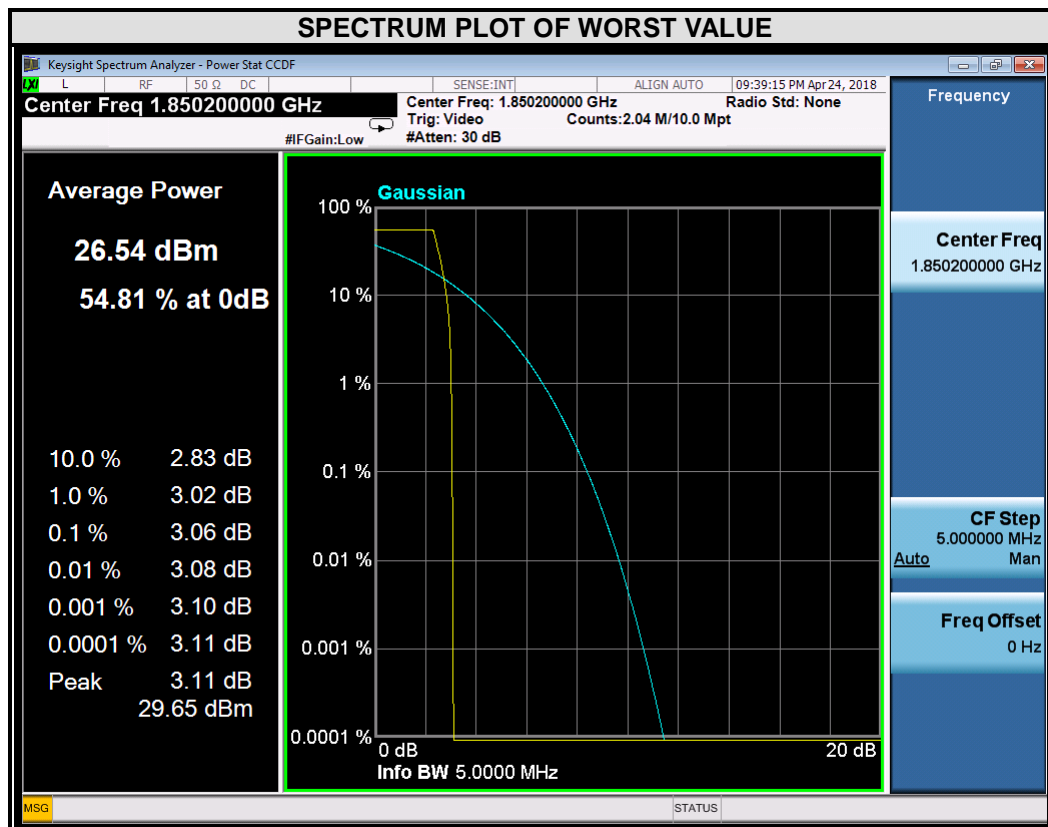 SPECTRUM PLOT OF WORST VALUE
Keysight Spectrum Analyzer - Power Stat CCDF
LXI L RF 50 Ω DC SENSE:INT ALIGN AUTO 09:39:15 PM Apr 24, 2018
Center Freq 1.850200000 GHz
#IFGain:Low
Center Freq: 1.850200000 GHz Radio Std: None
Trig: Video Counts:2.04 M/10.0 Mpt
#Atten: 30 dB
Average Power
26.54 dBm
54.81 % at 0dB
10.0 % 2.83 dB
1.0 % 3.02 dB
0.1 % 3.06 dB
0.01 % 3.08 dB
0.001 % 3.10 dB
0.0001 % 3.11 dB
Peak 3.11 dB
29.65 dBm
Gaussian
100 %
10 %
1 %
0.1 %
0.01 %
0.001 %
0.0001 %
0 dB 20 dB
Info BW 5.0000 MHz
Frequency
Center Freq
1.850200000 GHz
CF Step
5.000000 MHz
Auto Man
Freq Offset
0 Hz
MSG STATUS